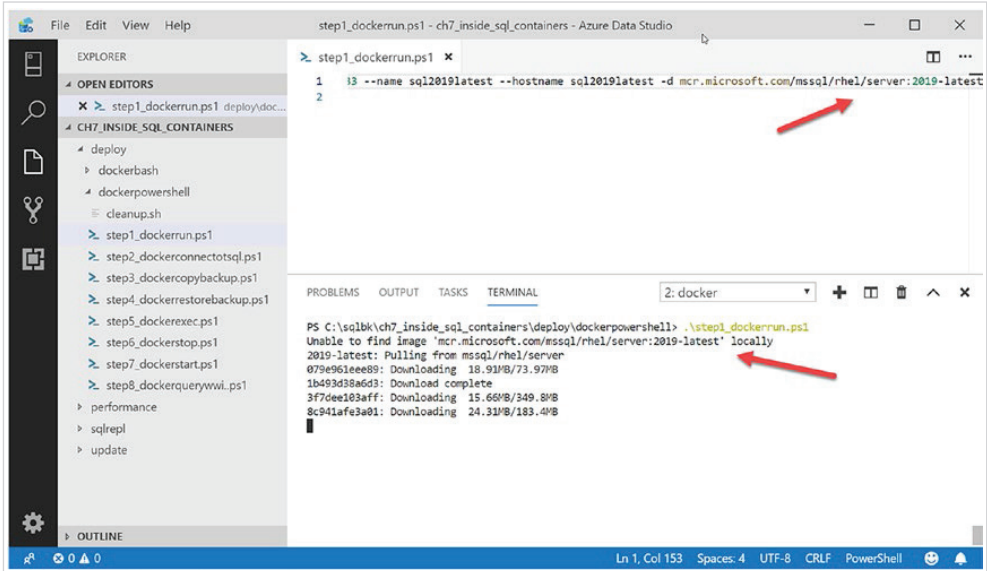 File Edit View Help
step1_dockerrun.ps1 - ch7_inside_sql_containers - Azure Data Studio
EXPLORER
OPEN EDITORS
step1_dockerrun.ps1 deploy\doc...
CH7_INSIDE_SQL_CONTAINERS
deploy
dockerbash
dockerpowershell
cleanup.sh
step1_dockerrun.ps1
step2_dockerconnectotsql.ps1
step3_dockercopybackup.ps1
step4_dockerrestorebackup.ps1
step5_dockerexec.ps1
step6_dockerstop.ps1
step7_dockerstart.ps1
step8_dockerquerywwi..ps1
performance
sqlrepl
update
OUTLINE
step1_dockerrun.ps1
1 33 --name sql2019latest --hostname sql2019latest -d mcr.microsoft.com/mssql/rhel/server:2019-latest
2
PROBLEMS OUTPUT TASKS TERMINAL 2: docker
PS C:\sqlbk\ch7_inside_sql_containers\deploy\dockerpowershell> .\step1_dockerrun.ps1
Unable to find image 'mcr.microsoft.com/mssql/rhel/server:2019-latest' locally
2019-latest: Pulling from mssql/rhel/server
079e961eee89: Downloading 18.91MB/73.97MB
1b493d38a6d3: Download complete
3f7dee103aff: Downloading 15.66MB/349.8MB
8c941afe3a01: Downloading 24.31MB/183.4MB
0 0 Ln 1, Col 153 Spaces: 4 UTF-8 CRLF PowerShell